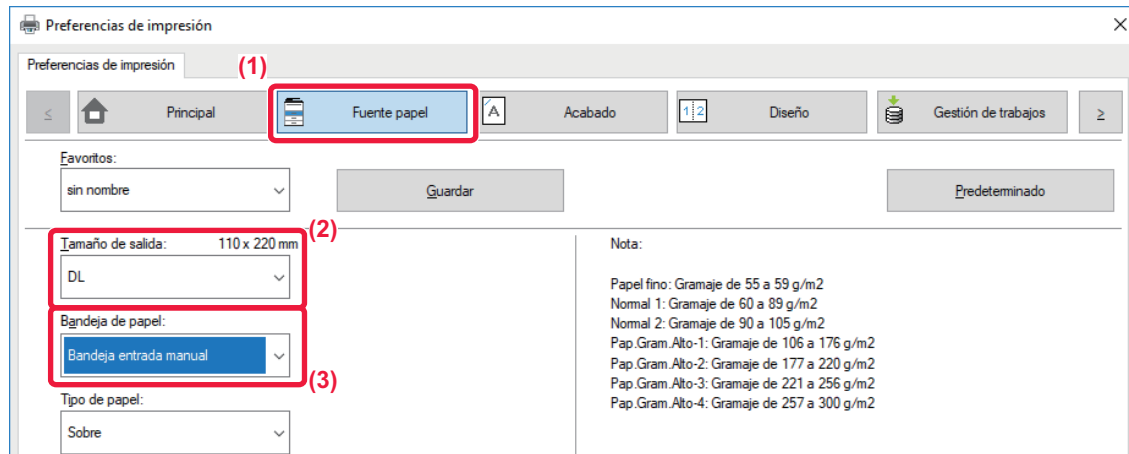 Preferencias de impresión
Preferencias de impresión
(1)
< Principal Fuente papel A Acabado 1 2 Diseño Gestión de trabajos >
Favoritos:
sin nombre Guardar Predeterminado
(2)
Tamaño de salida: 110 x 220 mm
DL
Bandeja de papel:
Bandeja entrada manual
(3)
Tipo de papel:
Sobre
Nota:
Papel fino: Gramaje de 55 a 59 g/m2
Normal 1: Gramaje de 60 a 89 g/m2
Normal 2: Gramaje de 90 a 105 g/m2
Pap.Gram.Alto-1: Gramaje de 106 a 176 g/m2
Pap.Gram.Alto-2: Gramaje de 177 a 220 g/m2
Pap.Gram.Alto-3: Gramaje de 221 a 256 g/m2
Pap.Gram.Alto-4: Gramaje de 257 a 300 g/m2